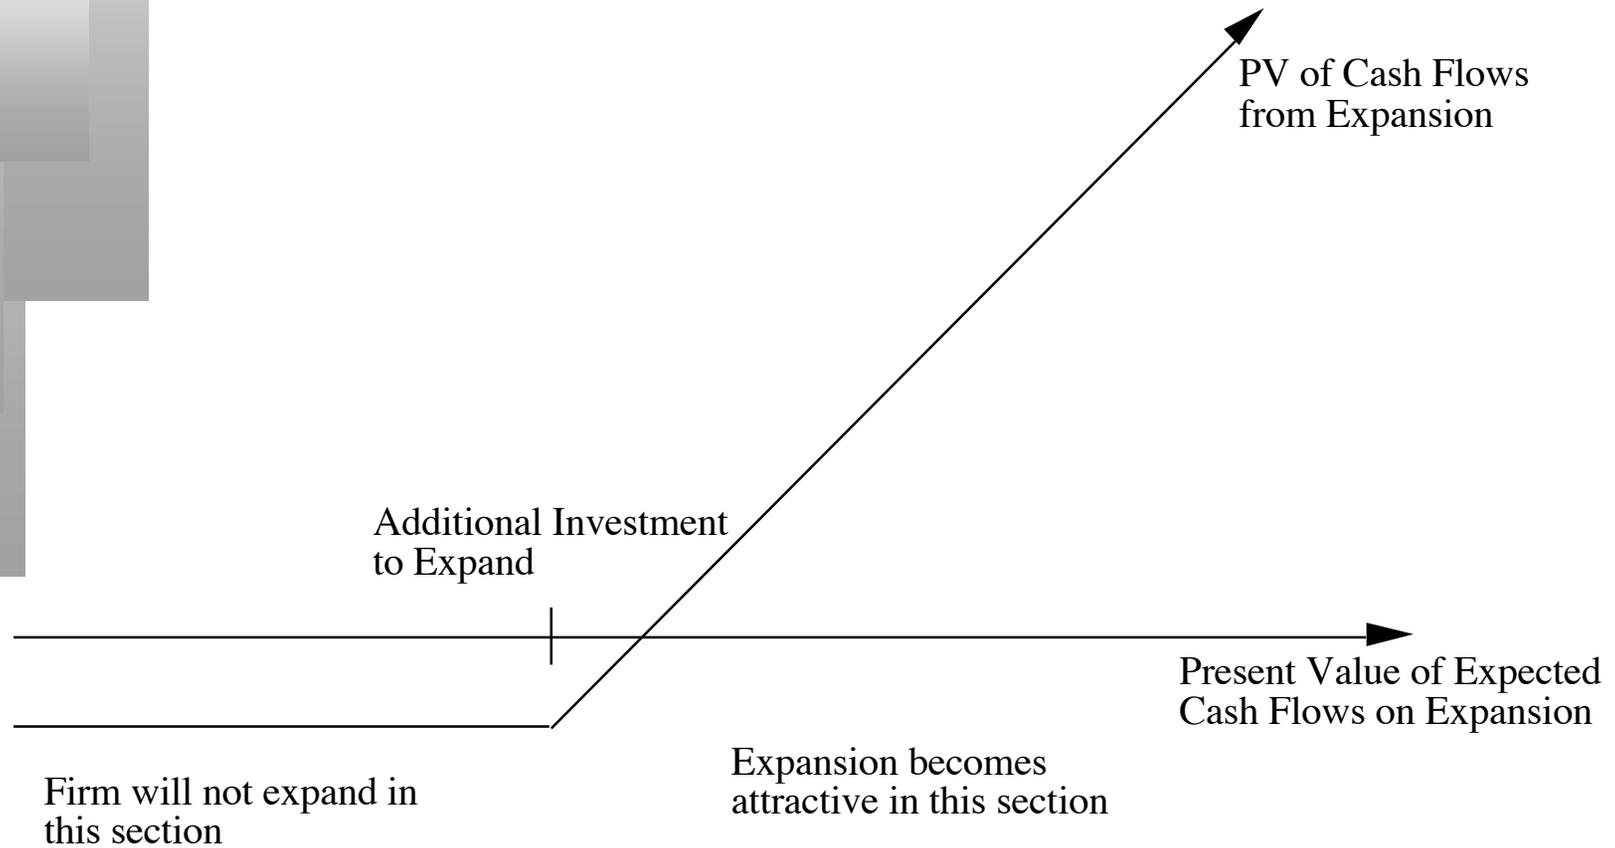 PV of Cash Flows
from Expansion
Additional Investment
to Expand
Present Value of Expected
Cash Flows on Expansion
Expansion becomes
attractive in this section
Firm will not expand in
this section